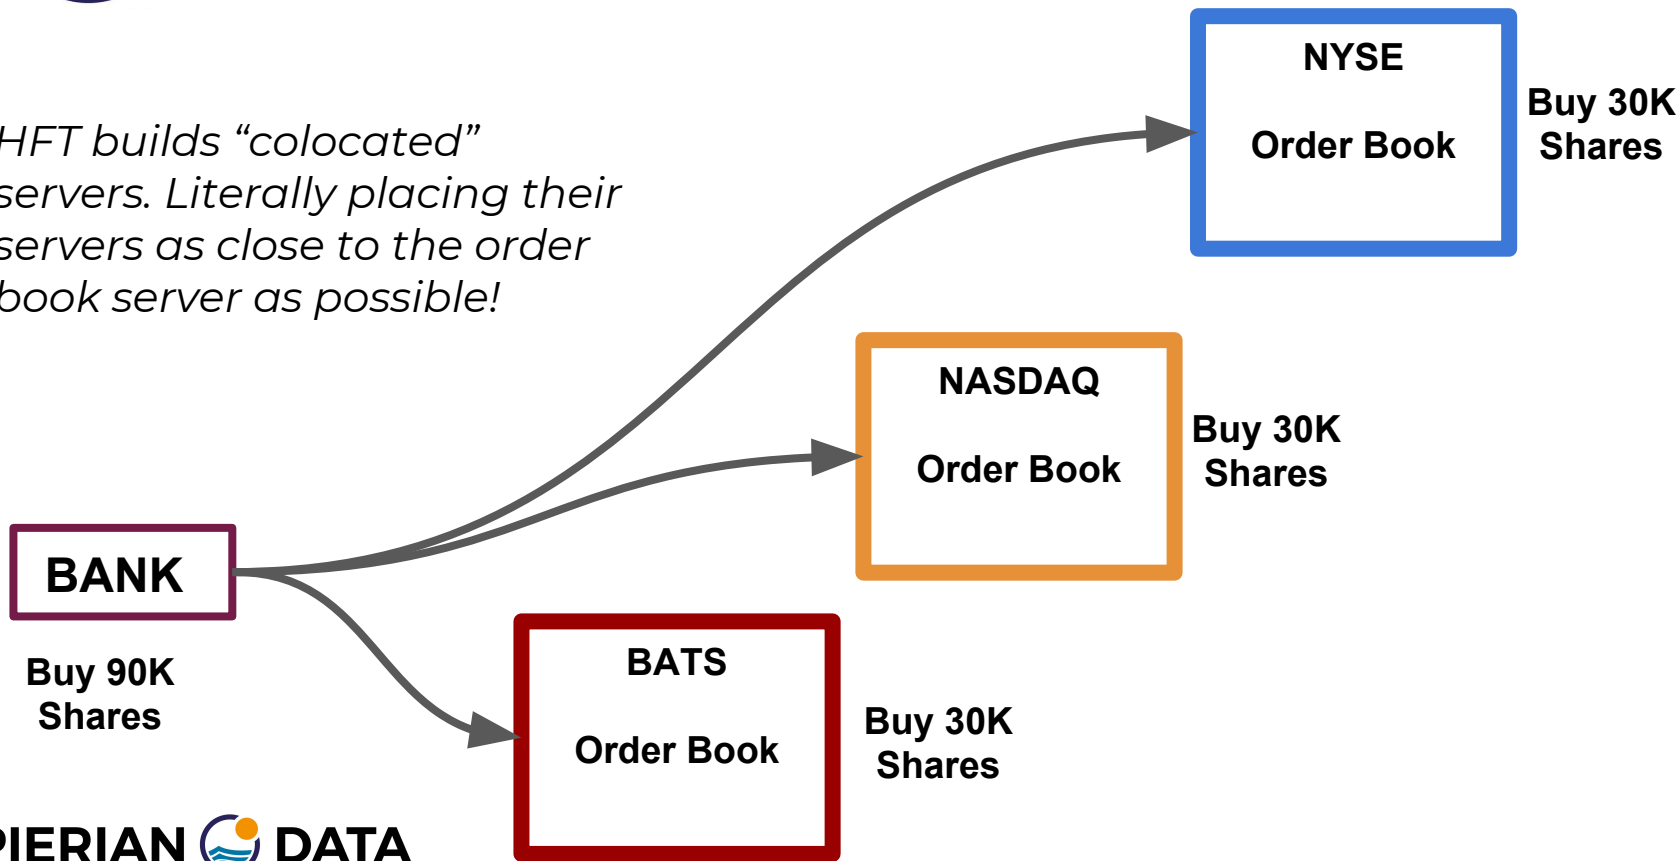 HFT builds “colocated”
servers. Literally placing their
servers as close to the order
book server as possible!
NYSE
Order Book
Buy 30K
Shares
NASDAQ
Order Book
Buy 30K
Shares
BANK
Buy 90K
Shares
BATS
Order Book
Buy 30K
Shares
PIERIAN DATA